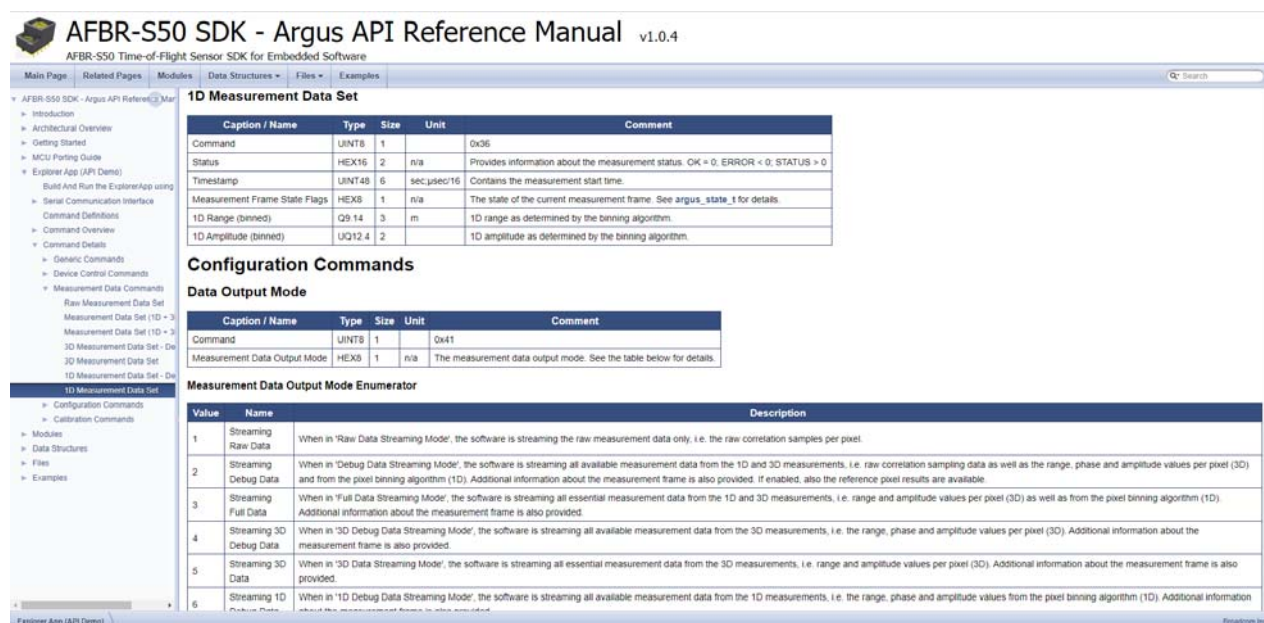 AFBR-S50 SDK - Argus API Reference Manual v1.0.4
AFBR-S50 Time-of-Flight Sensor SDK for Embedded Software
Main Page Related Pages Modules Data Structures Files Examples Search
AFBR-S50 SDK - Argus API Reference Mar
Introduction
Architectural Overview
Getting Started
MCU Porting Guide
Explorer App (API Demo)
Build And Run the ExplorerApp using
Serial Communication Interface
Command Definitions
Command Overview
Command Details
Generic Commands
Device Control Commands
Measurement Data Commands
Raw Measurement Data Set
Measurement Data Set (1D + 3
Measurement Data Set (1D + 3
3D Measurement Data Set - De
3D Measurement Data Set
1D Measurement Data Set - De
1D Measurement Data Set
Configuration Commands
Calibration Commands
Modules
Data Structures
Files
Examples
1D Measurement Data Set
Caption / Name Type Size Unit Comment
Command UINT8 1 0x36
Status HEX16 2 n/a Provides information about the measurement status. OK = 0; ERROR < 0; STATUS > 0
Timestamp UINT48 6 sec;µsec/16 Contains the measurement start time.
Measurement Frame State Flags HEX8 1 n/a The state of the current measurement frame. See argus_state_t for details.
1D Range (binned) Q9.14 3 m 1D range as determined by the binning algorithm.
1D Amplitude (binned) UQ12.4 2 1D amplitude as determined by the binning algorithm.
Configuration Commands
Data Output Mode
Caption / Name Type Size Unit Comment
Command UINT8 1 0x41
Measurement Data Output Mode HEX8 1 n/a The measurement data output mode. See the table below for details.
Measurement Data Output Mode Enumerator
Value Name Description
1 Streaming Raw Data When in 'Raw Data Streaming Mode', the software is streaming the raw measurement data only, i.e. the raw correlation samples per pixel.
2 Streaming Debug Data When in 'Debug Data Streaming Mode', the software is streaming all available measurement data from the 1D and 3D measurements, i.e. raw correlation sampling data as well as the range, phase and amplitude values per pixel (3D)
and from the pixel binning algorithm (1D). Additional information about the measurement frame is also provided. If enabled, also the reference pixel results are available.
3 Streaming Full Data When in 'Full Data Streaming Mode', the software is streaming all essential measurement data from the 1D and 3D measurements, i.e. range and amplitude values per pixel (3D) as well as from the pixel binning algorithm (1D).
Additional information about the measurement frame is also provided.
4 Streaming 3D Debug Data When in '3D Debug Data Streaming Mode', the software is streaming all available measurement data from the 3D measurements, i.e. the range, phase and amplitude values per pixel (3D). Additional information about the
measurement frame is also provided.
5 Streaming 3D Data When in '3D Data Streaming Mode', the software is streaming all essential measurement data from the 3D measurements, i.e. range and amplitude values per pixel (3D). Additional information about the measurement frame is also
provided.
6 Streaming 1D When in '1D Debug Data Streaming Mode', the software is streaming all available measurement data from the 1D measurements, i.e. the range, phase and amplitude values from the pixel binning algorithm (1D). Additional information
Explorer App (API Demo)
Broadcom In